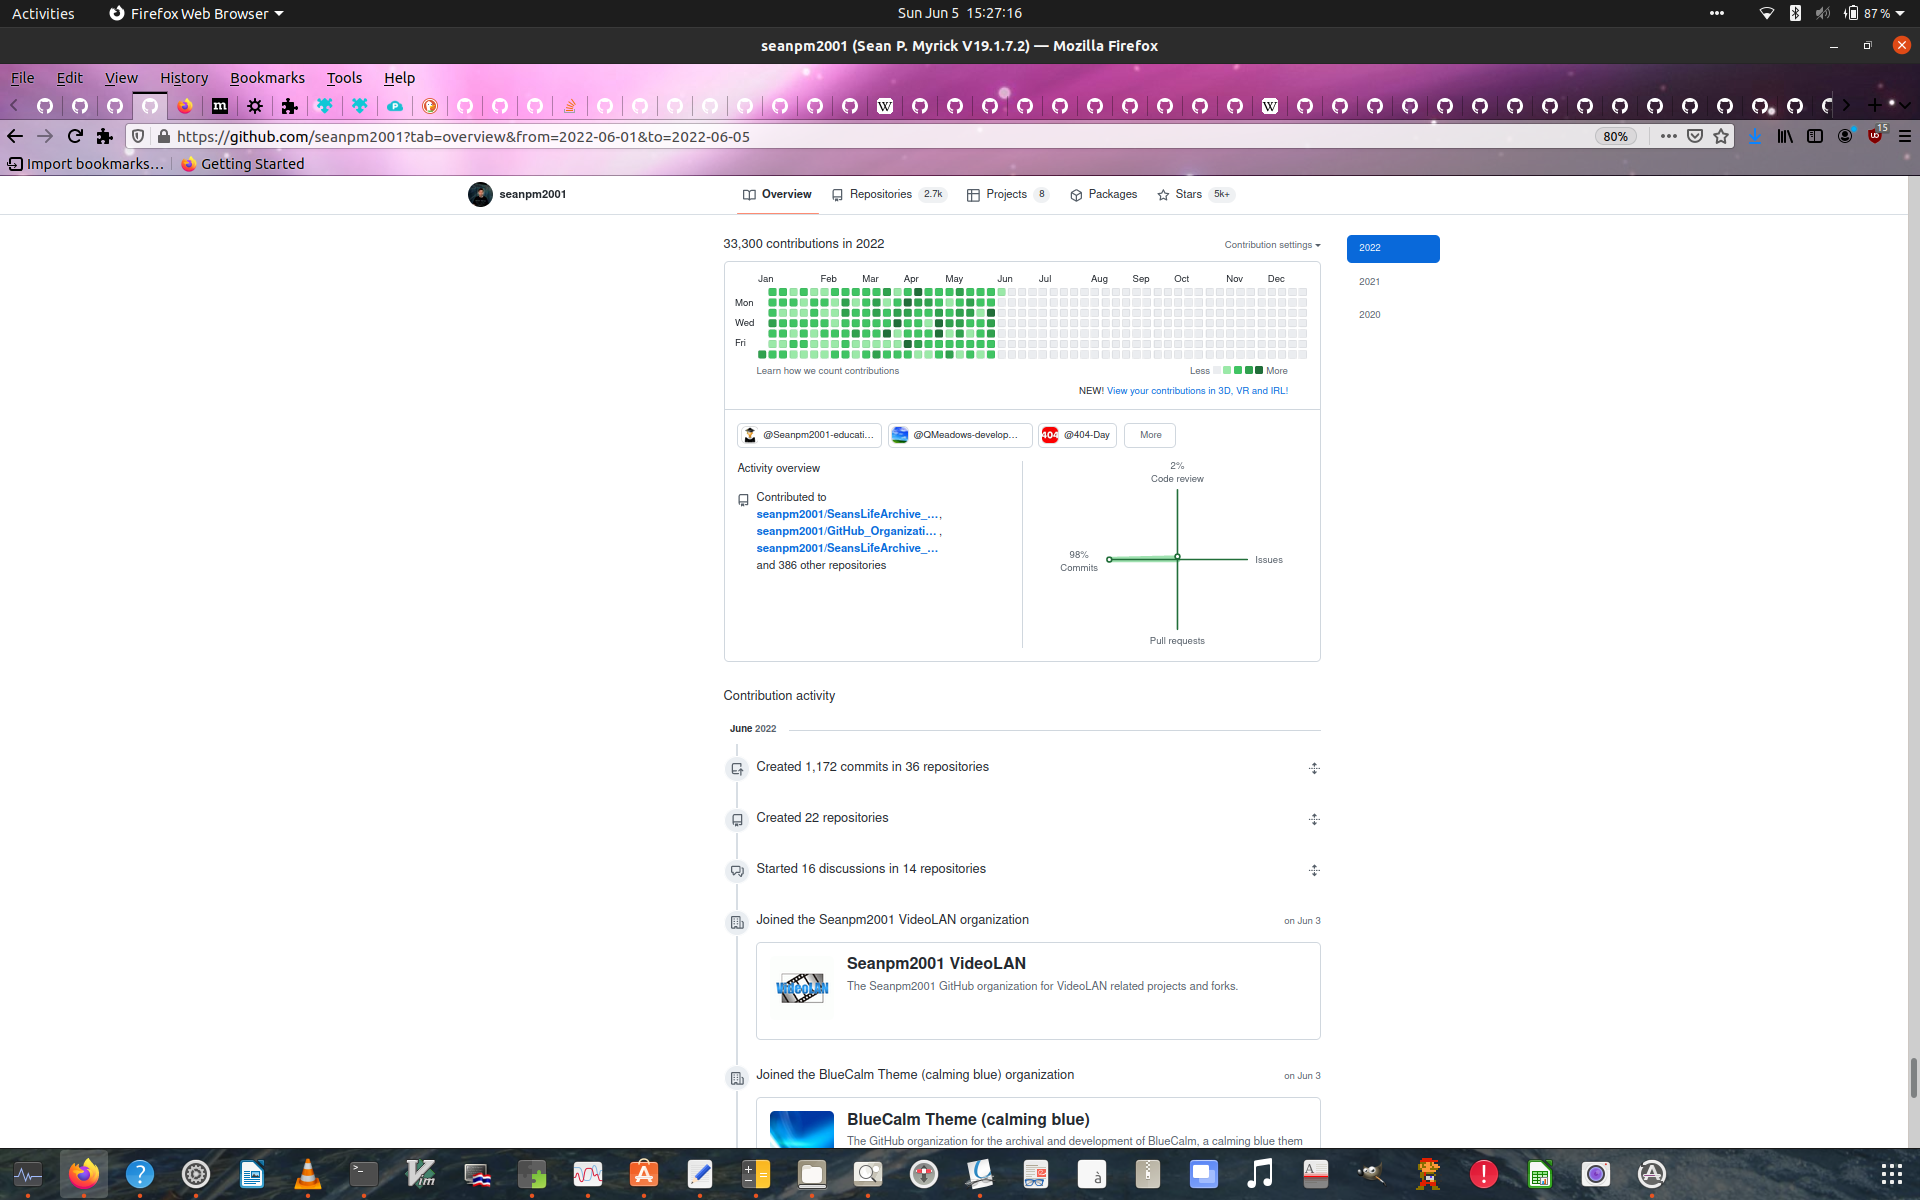 Activities
Firefox Web Browser
Sun Jun 5 15:27:16
87 %
seanpm2001 (Sean P. Myrick V19.1.7.2) — Mozilla Firefox
File Edit View History Bookmarks Tools Help
https://github.com/seanpm2001?tab=overview&from=2022-06-01&to=2022-06-05
80%
15
Import bookmarks...
Getting Started
seanpm2001
Overview
Repositories 2.7k
Projects 8
Packages
Stars 5k+
33,300 contributions in 2022
Contribution settings
2022
2021
2020
Jan Feb Mar Apr May Jun Jul Aug Sep Oct Nov Dec
Mon
Wed
Fri
Learn how we count contributions
Less More
NEW! View your contributions in 3D, VR and IRL!
@Seanpm2001-educati...
@QMeadows-develop...
404 @404-Day
More
Activity overview
Contributed to
seanpm2001/SeansLifeArchive_...,
seanpm2001/GitHub_Organizati... ,
seanpm2001/SeansLifeArchive_...
and 386 other repositories
2%
Code review
98%
Commits
Issues
Pull requests
Contribution activity
June 2022
Created 1,172 commits in 36 repositories
Created 22 repositories
Started 16 discussions in 14 repositories
Joined the Seanpm2001 VideoLAN organization
on Jun 3
VideoLAN
Seanpm2001 VideoLAN
The Seanpm2001 GitHub organization for VideoLAN related projects and forks.
Joined the BlueCalm Theme (calming blue) organization
on Jun 3
BlueCalm Theme (calming blue)
The GitHub organization for the archival and development of BlueCalm, a calming blue them